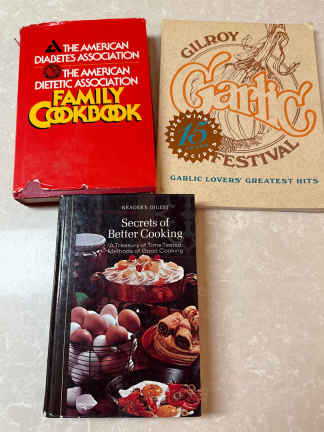 THE AMERICAN
DIABETES ASSOCIATION
THE AMERICAN
DIETETIC ASSOCIATION
FAMILY
COOKBOOK
GILROY
Garlic
15
FESTIVAL
GARLIC LOVERS' GREATEST HITS
READER'S DIGEST
Secrets of
Better Cooking
A Treasury of Time-Tested
Methods of Good Cooking